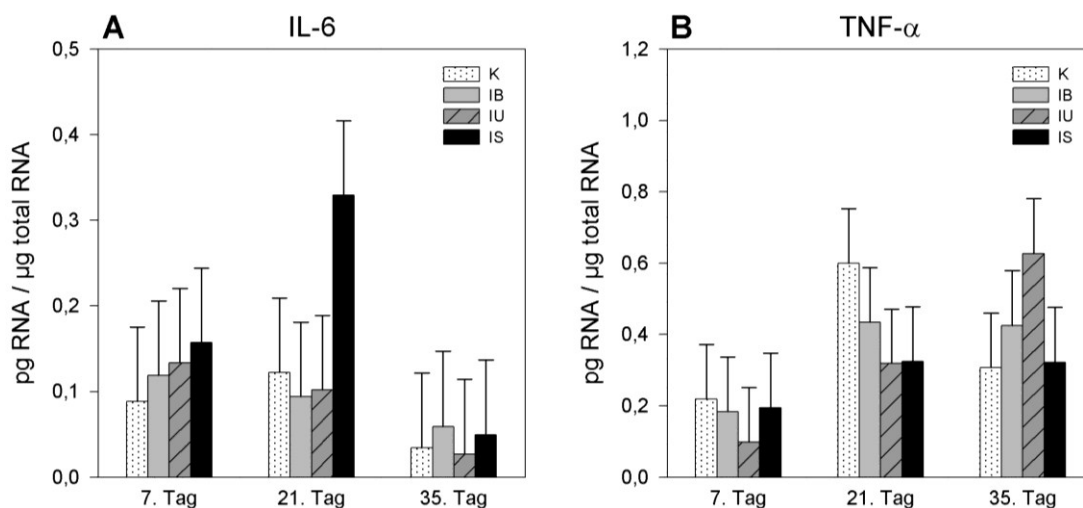 A IL-6
pg RNA / µg total RNA
0,5
0,4
0,3
0,2
0,1
0,0
K
IB
IU
IS
7. Tag 21. Tag 35. Tag
B TNF-α
pg RNA / µg total RNA
1,2
1,0
0,8
0,6
0,4
0,2
0,0
K
IB
IU
IS
7. Tag 21. Tag 35. Tag